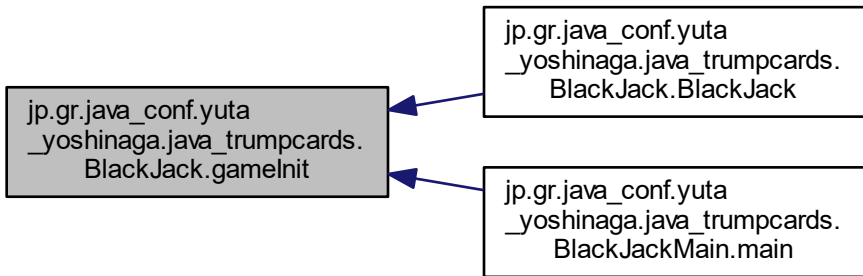 jp.gr.java_conf.yuta
_yoshinaga.java_trumpcards.
BlackJack.gameInit
jp.gr.java_conf.yuta
_yoshinaga.java_trumpcards.
BlackJack.BlackJack
jp.gr.java_conf.yuta
_yoshinaga.java_trumpcards.
BlackJackMain.main